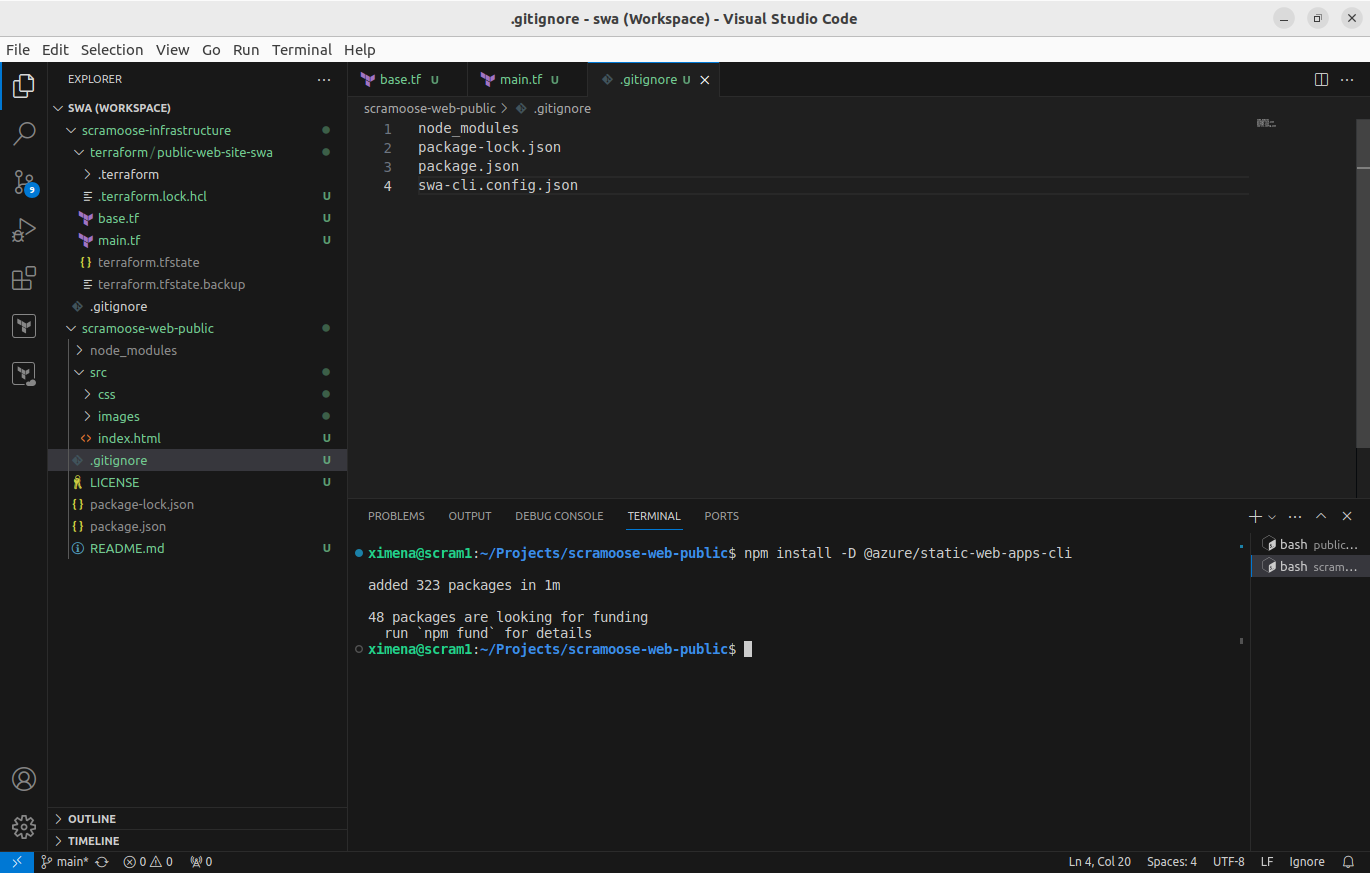 .gitignore - swa (Workspace) - Visual Studio Code
File Edit Selection View Go Run Terminal Help
EXPLORER
SWA (WORKSPACE)
scramoose-infrastructure
terraform / public-web-site-swa
.terraform
.terraform.lock.hcl U
base.tf U
main.tf U
{} terraform.tfstate
terraform.tfstate.backup
.gitignore
scramoose-web-public
node_modules
src
css
images
<> index.html U
.gitignore U
LICENSE U
{} package-lock.json
{} package.json
README.md U
OUTLINE
TIMELINE
9
base.tf U main.tf U .gitignore U
scramoose-web-public > .gitignore
1 node_modules
2 package-lock.json
3 package.json
4 swa-cli.config.json
PROBLEMS OUTPUT DEBUG CONSOLE TERMINAL PORTS
ximena@scram1:~/Projects/scramoose-web-public$ npm install -D @azure/static-web-apps-cli
added 323 packages in 1m
48 packages are looking for funding
run `npm fund` for details
ximena@scram1:~/Projects/scramoose-web-public$
bash public...
bash scram...
main* 0 0 0 Ln 4, Col 20 Spaces: 4 UTF-8 LF Ignore